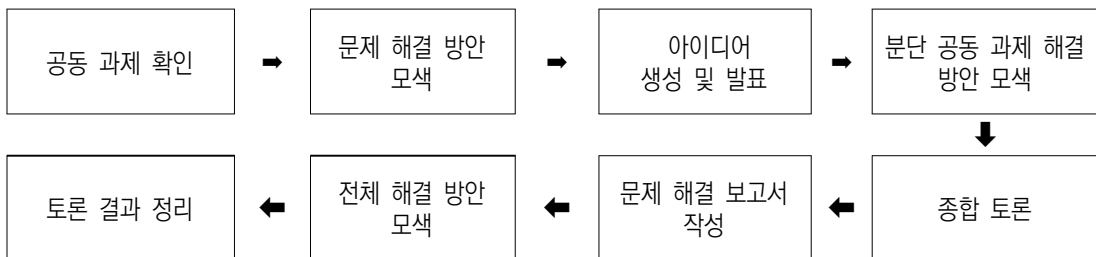 공동 과제 확인
문제 해결 방안
모색
아이디어
생성 및 발표
분단 공동 과제 해결
방안 모색
토론 결과 정리
전체 해결 방안
모색
문제 해결 보고서
작성
종합 토론